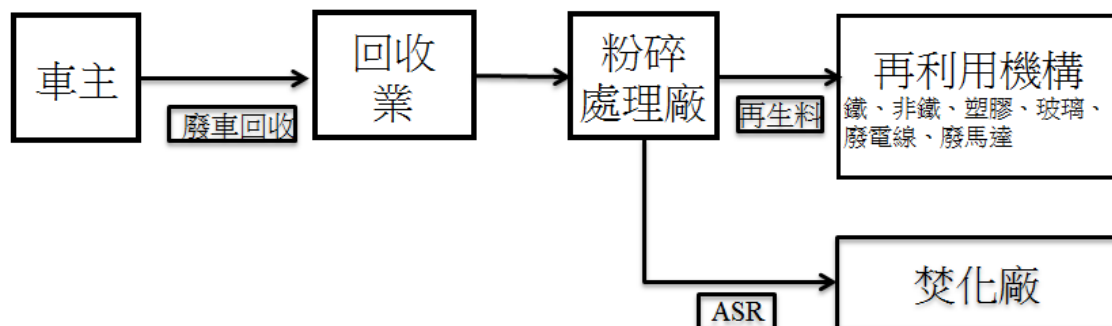 車主
廢車回收
回收
業
粉碎
處理廠
再生料
再利用機構
鐵、非鐵、塑膠、玻璃、
廢電線、廢馬達
ASR
焚化廠